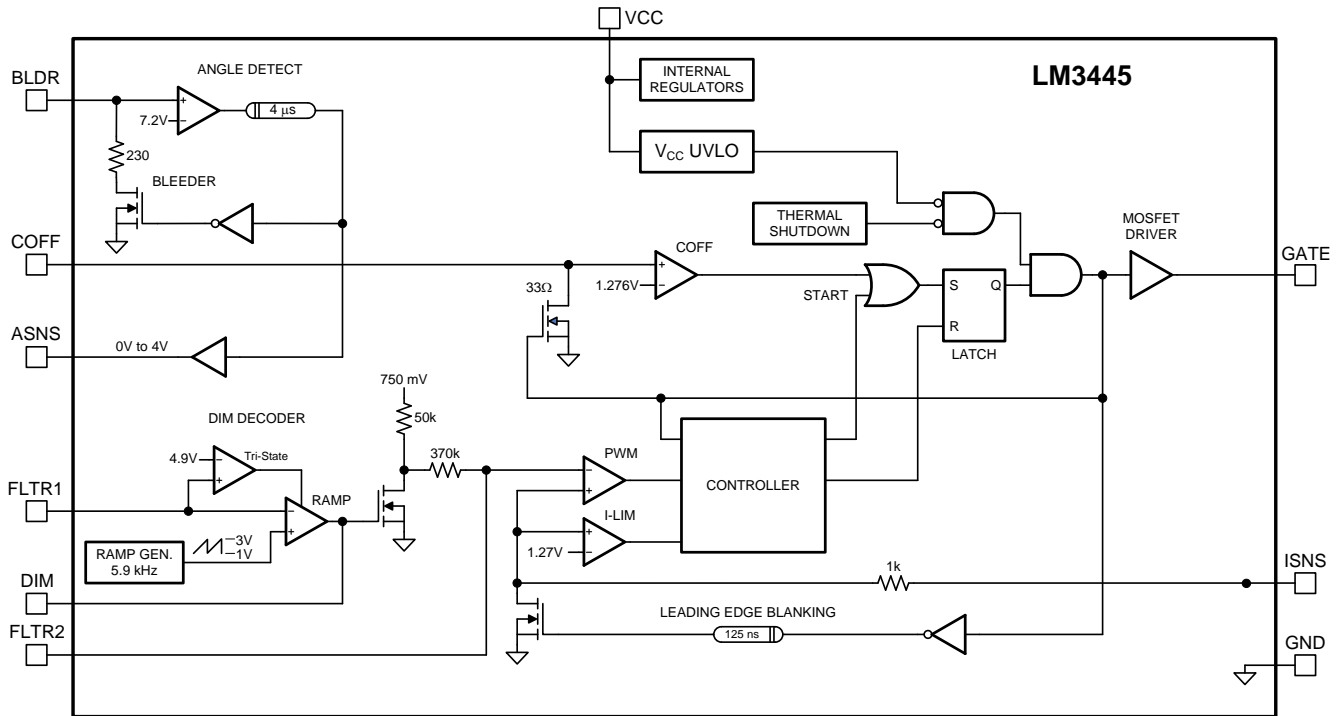 VCC
LM3445
BLDR
ANGLE DETECT
INTERNAL
REGULATORS
+
7.2V
−
4 µs
230
BLEEDER
VCC UVLO
THERMAL
SHUTDOWN
MOSFET
DRIVER
COFF
COFF
+
1.276V
−
GATE
33Ω
START
S
Q
R
LATCH
ASNS
0V to 4V
750 mV
50k
DIM DECODER
4.9V
−
+
Tri-State
370k
PWM
−
+
CONTROLLER
FLTR1
RAMP
−
+
I-LIM
+
1.27V
−
RAMP GEN.
5.9 kHz
3V
1V
1k
ISNS
DIM
LEADING EDGE BLANKING
125 ns
FLTR2
GND